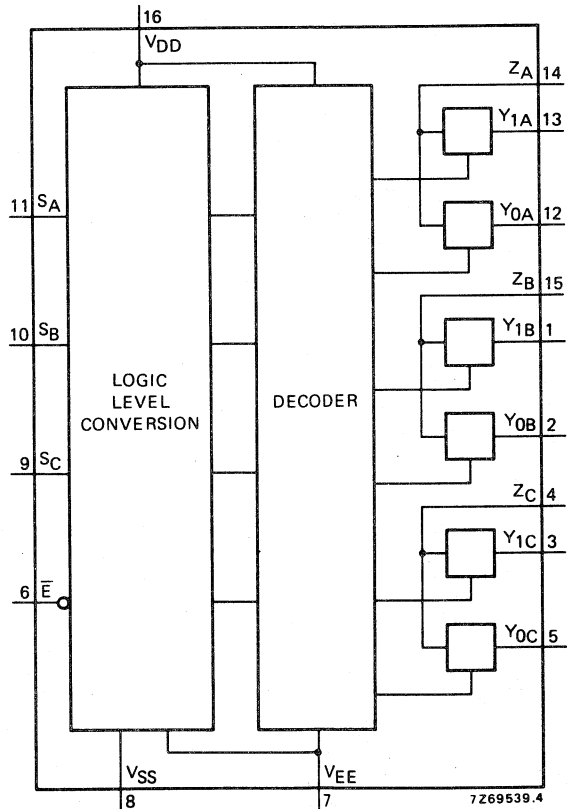 16
VDD
ZA 14
Y1A 13
11 SA
Y0A 12
ZB 15
10 SB
Y1B 1
LOGIC
LEVEL
CONVERSION
DECODER
Y0B 2
9 SC
ZC 4
Y1C 3
6 E̅
Y0C 5
VSS
VEE
8
7
7Z69539.4